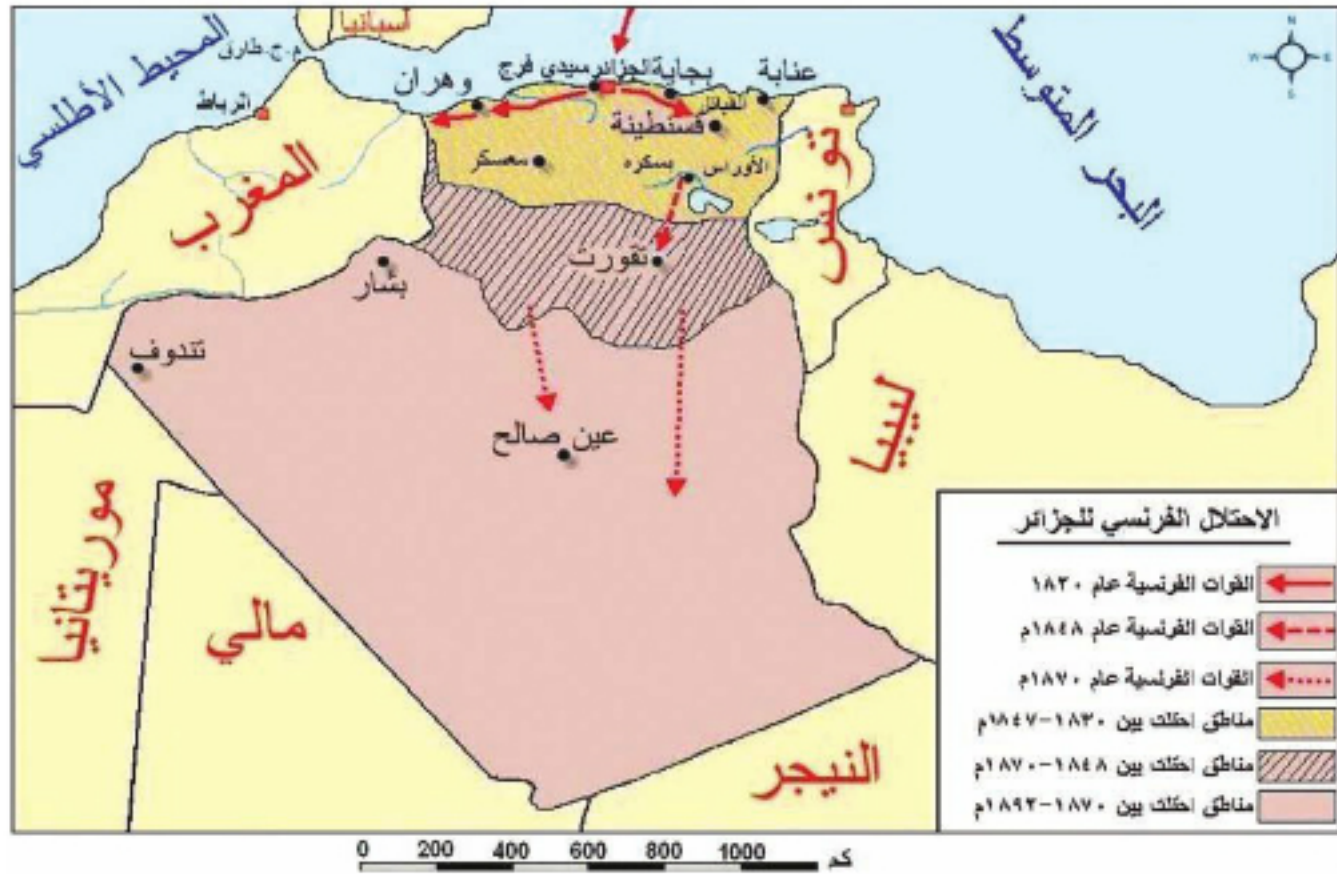 أسبانيا
المحيط الأطلسي
م.ح.طارق
البحر المتوسط
N
W
E
S
الرباط
وهران
الجزائر سيدي فرج
بجاية
عنابة
القبائل
قسنطينة
معسكر
بسكره
الأوراس
تونس
المغرب
تقورت
بشار
تندوف
عين صالح
ليبيا
موريتانيا
مالي
النيجر
الاحتلال الفرنسي للجزائر
القوات الفرنسية عام ١٨٣٠
القوات الفرنسية عام ١٨٤٨م
القوات الفرنسية عام ١٨٧٠م
مناطق احتلت بين ١٨٣٠-١٨٤٧م
مناطق احتلت بين ١٨٤٨-١٨٧٠م
مناطق احتلت بين ١٨٧٠-١٨٩٢م
0 200 400 600 800 1000 كم